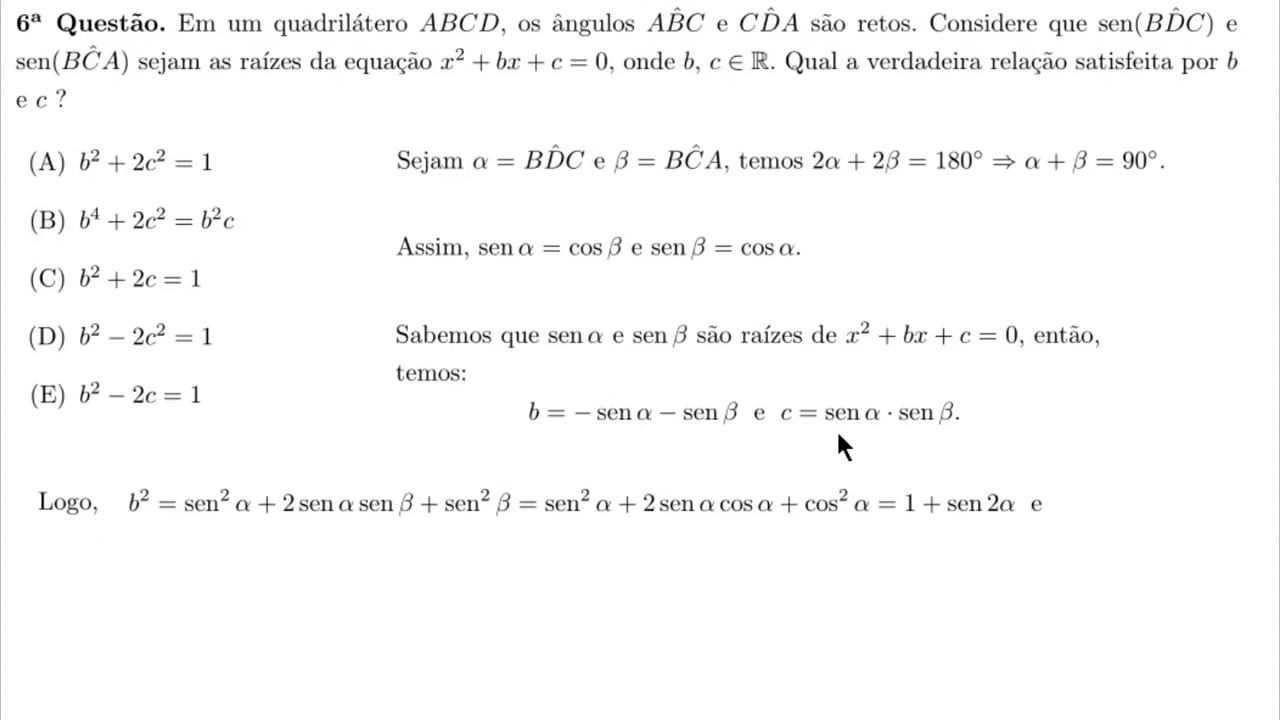 6ª Questão. Em um quadrilátero ABCD, os ângulos AB̂C e CD̂A são retos. Considere que sen(BD̂C) e
sen(BĈA) sejam as raízes da equação x² + bx + c = 0, onde b, c ∈ ℝ. Qual a verdadeira relação satisfeita por b
e c ?
(A) b² + 2c² = 1
(B) b⁴ + 2c² = b²c
(C) b² + 2c = 1
(D) b² − 2c² = 1
(E) b² − 2c = 1
Sejam α = BD̂C e β = BĈA, temos 2α + 2β = 180° ⇒ α + β = 90°.
Assim, sen α = cos β e sen β = cos α.
Sabemos que sen α e sen β são raízes de x² + bx + c = 0, então,
temos:
b = − sen α − sen β e c = sen α · sen β.
Logo, b² = sen² α + 2 sen α sen β + sen² β = sen² α + 2 sen α cos α + cos² α = 1 + sen 2α e